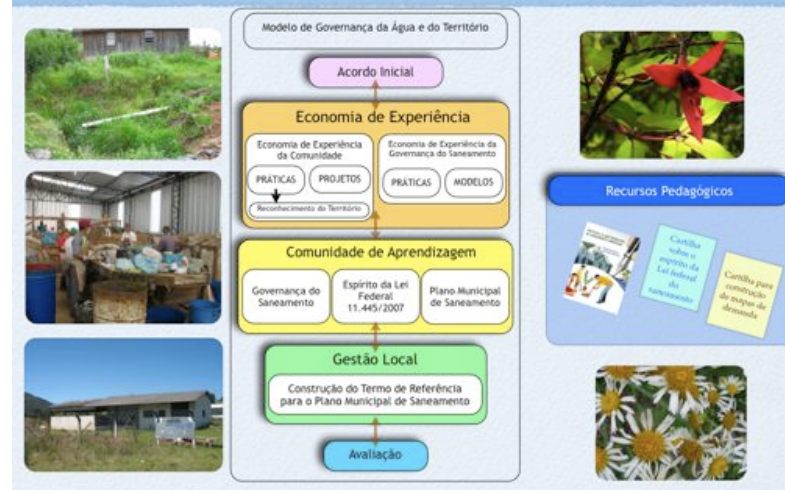 Modelo de Governança da Água e do Território
Acordo Inicial
Economia de Experiência
Economia de Experiência
da Comunidade
PRÁTICAS
PROJETOS
Reconhecimento do Território
Economia de Experiência da
Governança do Saneamento
PRÁTICAS
MODELOS
Comunidade de Aprendizagem
Governança do
Saneamento
Espírito da Lei
Federal
11.445/2007
Plano Municipal
de Saneamento
Gestão Local
Construção do Termo de Referência
para o Plano Municipal de Saneamento
Avaliação
Recursos Pedagógicos
Cartilha
sobre o
espírito da
Lei federal
do
saneamento
Cartilha para
construção
de mapas de
demanda